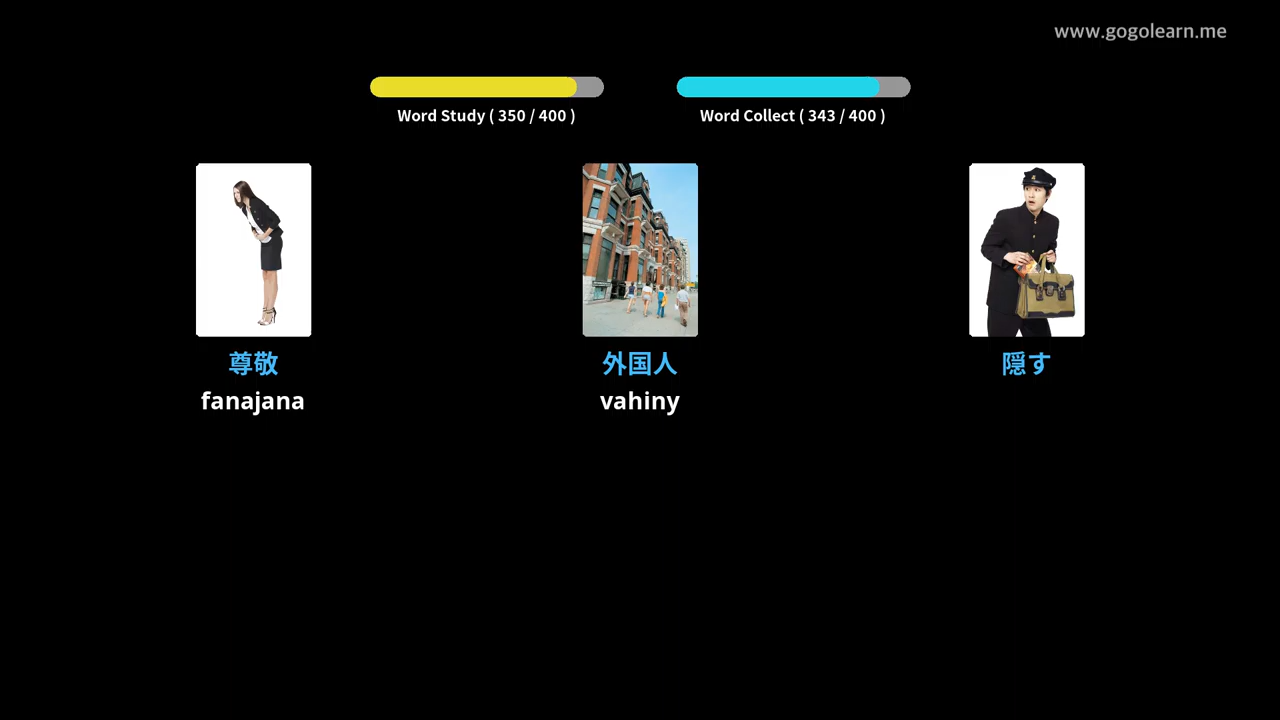 www.gogolearn.me
Word Study ( 350 / 400 )
Word Collect ( 343 / 400 )
尊敬
外国人
隠す
fanajana
vahiny